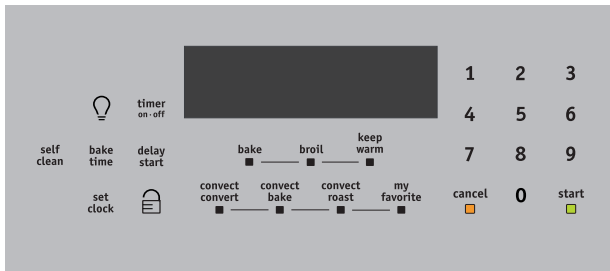 1 2 3
timer
on·off
4 5 6
self
clean
bake
time
delay
start
bake
broil
keep
warm
7 8 9
set
clock
convect
convert
convect
bake
convect
roast
my
favorite
cancel
0
start